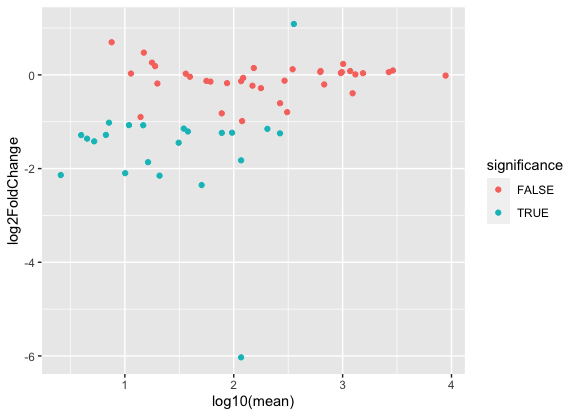 0
-2
-4
-6
log2FoldChange
1 2 3 4
log10(mean)
significance
FALSE
TRUE